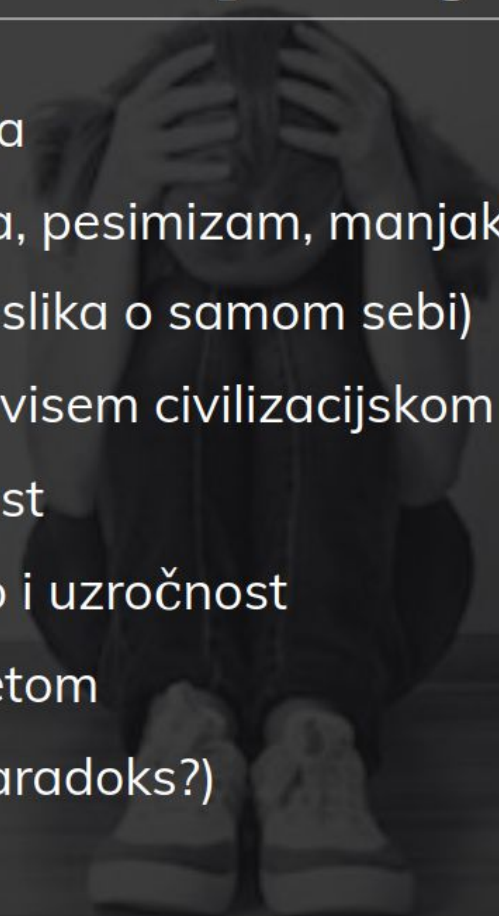 a
a, pesimizam, manjak
slika o samom sebi)
visem civilizacijskom
st
o i uzročnost
etom
aradoks?)